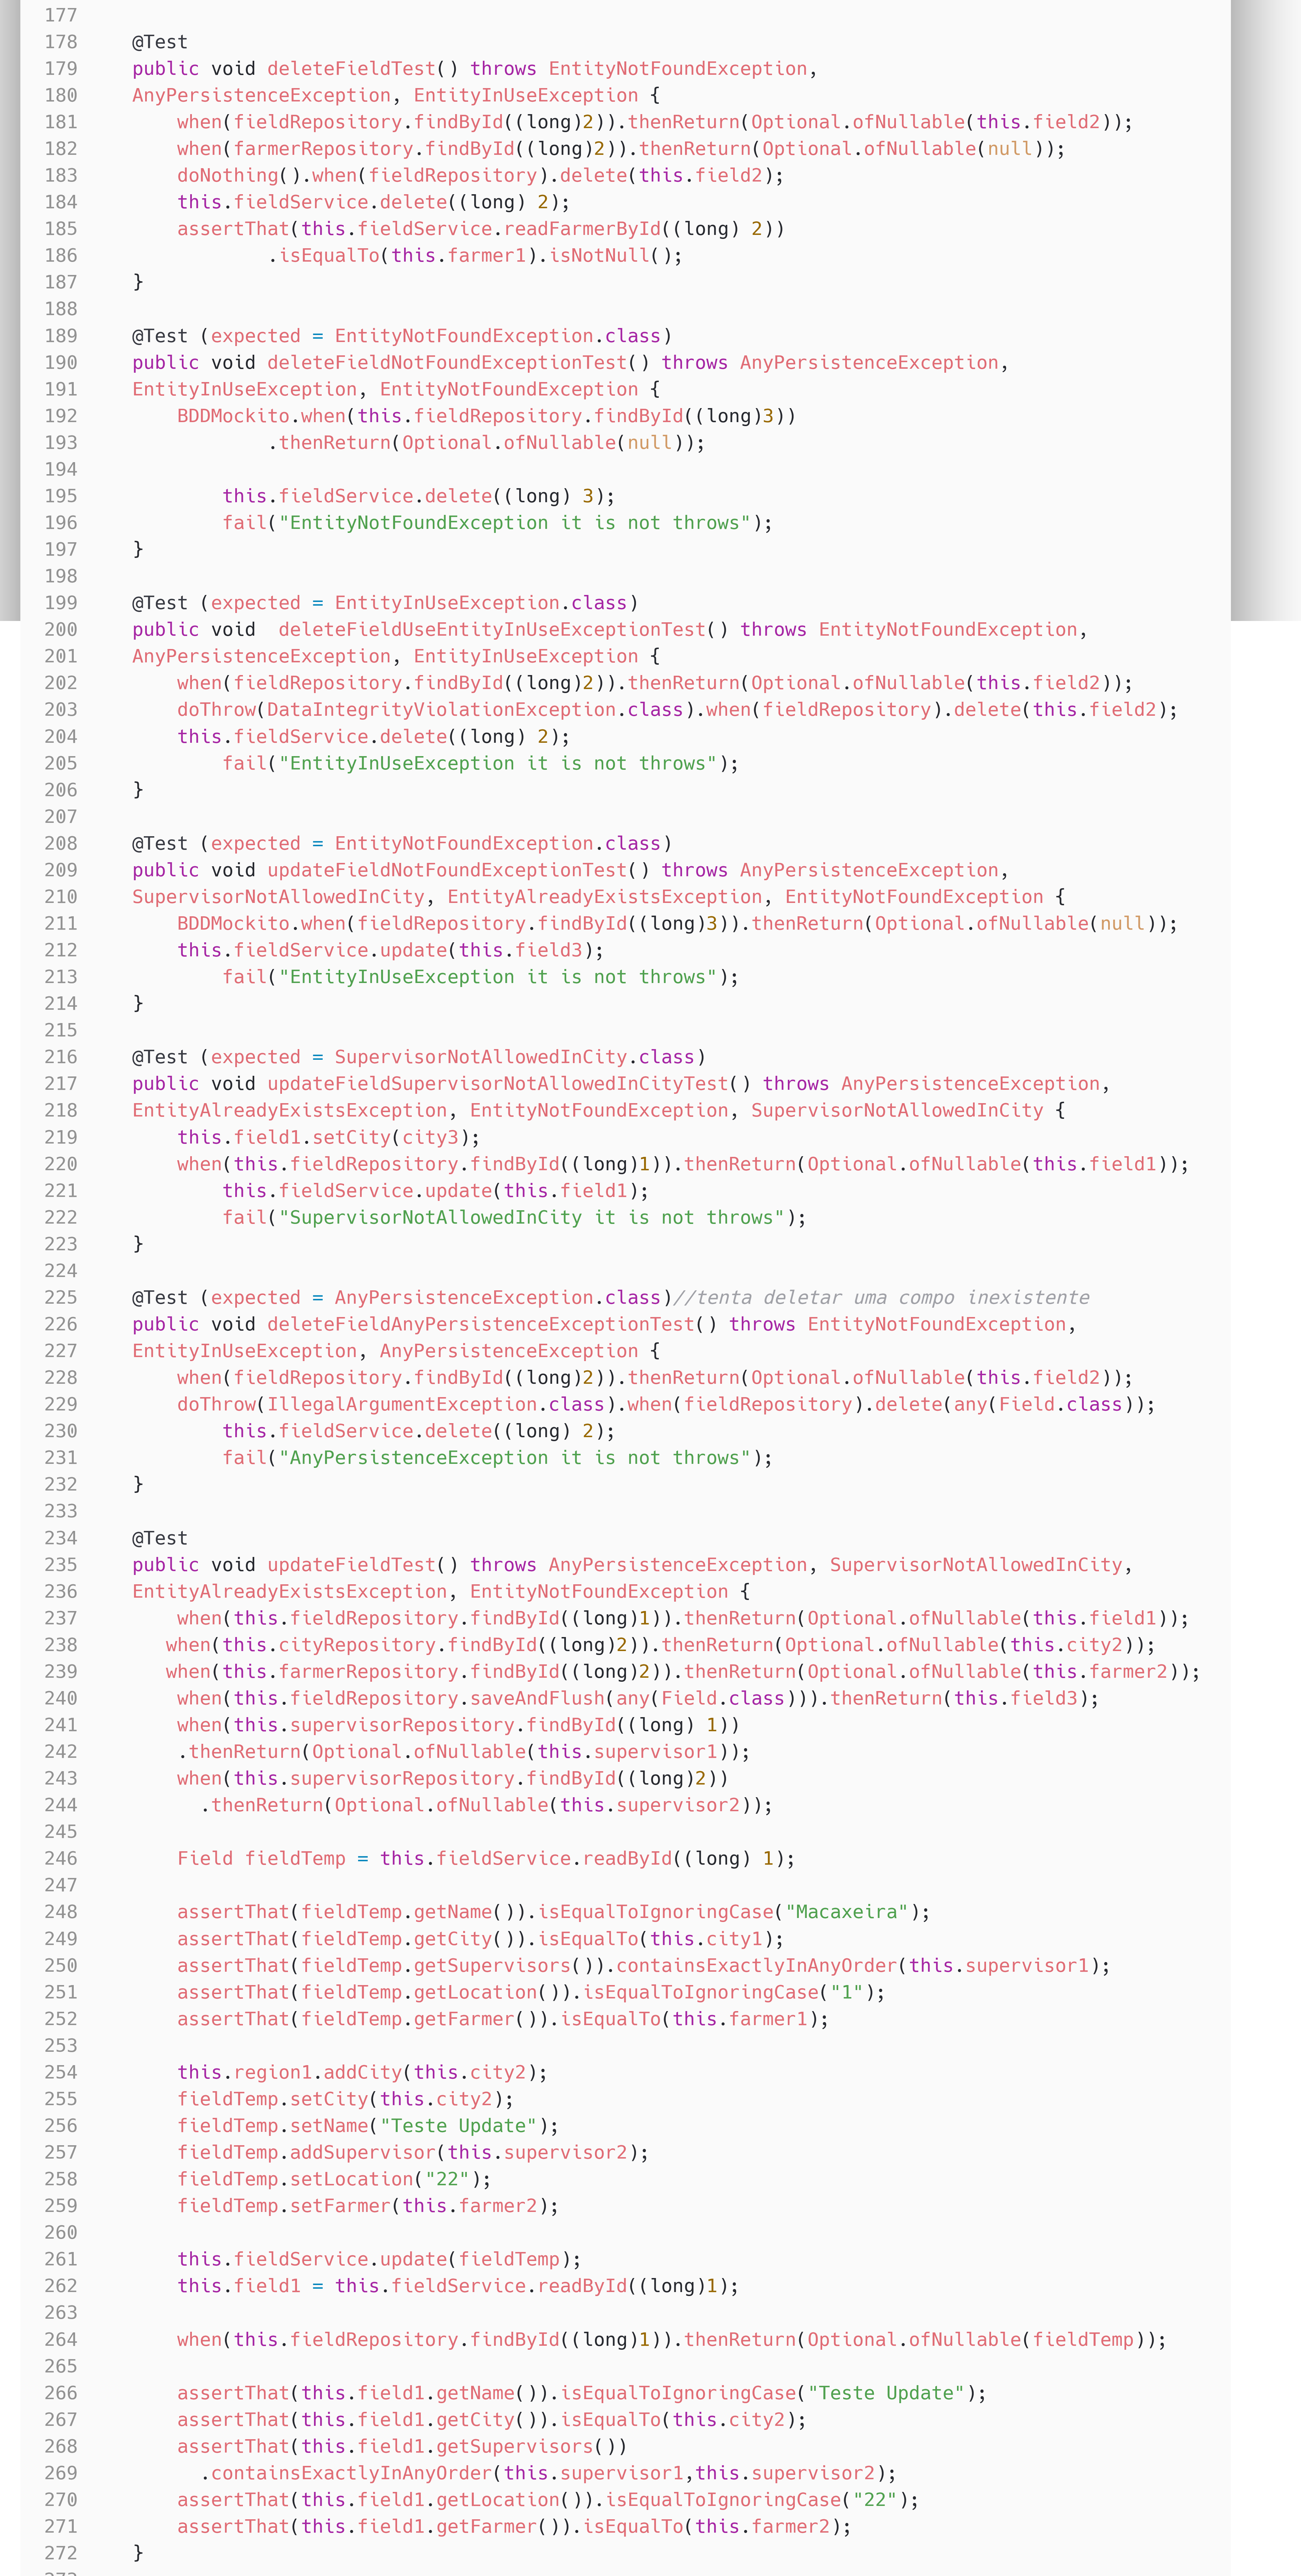 177
178 @Test
179 public void deleteFieldTest() throws EntityNotFoundException,
180 AnyPersistenceException, EntityInUseException {
181 when(fieldRepository.findById((long)2)).thenReturn(Optional.ofNullable(this.field2));
182 when(farmerRepository.findById((long)2)).thenReturn(Optional.ofNullable(null));
183 doNothing().when(fieldRepository).delete(this.field2);
184 this.fieldService.delete((long) 2);
185 assertThat(this.fieldService.readFarmerById((long) 2))
186 .isEqualTo(this.farmer1).isNotNull();
187 }
188
189 @Test (expected = EntityNotFoundException.class)
190 public void deleteFieldNotFoundExceptionTest() throws AnyPersistenceException,
191 EntityInUseException, EntityNotFoundException {
192 BDDMockito.when(this.fieldRepository.findById((long)3))
193 .thenReturn(Optional.ofNullable(null));
194
195 this.fieldService.delete((long) 3);
196 fail("EntityNotFoundException it is not throws");
197 }
198
199 @Test (expected = EntityInUseException.class)
200 public void  deleteFieldUseEntityInUseExceptionTest() throws EntityNotFoundException,
201 AnyPersistenceException, EntityInUseException {
202 when(fieldRepository.findById((long)2)).thenReturn(Optional.ofNullable(this.field2));
203 doThrow(DataIntegrityViolationException.class).when(fieldRepository).delete(this.field2);
204 this.fieldService.delete((long) 2);
205 fail("EntityInUseException it is not throws");
206 }
207
208 @Test (expected = EntityNotFoundException.class)
209 public void updateFieldNotFoundExceptionTest() throws AnyPersistenceException,
210 SupervisorNotAllowedInCity, EntityAlreadyExistsException, EntityNotFoundException {
211 BDDMockito.when(fieldRepository.findById((long)3)).thenReturn(Optional.ofNullable(null));
212 this.fieldService.update(this.field3);
213 fail("EntityInUseException it is not throws");
214 }
215
216 @Test (expected = SupervisorNotAllowedInCity.class)
217 public void updateFieldSupervisorNotAllowedInCityTest() throws AnyPersistenceException,
218 EntityAlreadyExistsException, EntityNotFoundException, SupervisorNotAllowedInCity {
219 this.field1.setCity(city3);
220 when(this.fieldRepository.findById((long)1)).thenReturn(Optional.ofNullable(this.field1));
221 this.fieldService.update(this.field1);
222 fail("SupervisorNotAllowedInCity it is not throws");
223 }
224
225 @Test (expected = AnyPersistenceException.class)//tenta deletar uma compo inexistente
226 public void deleteFieldAnyPersistenceExceptionTest() throws EntityNotFoundException,
227 EntityInUseException, AnyPersistenceException {
228 when(fieldRepository.findById((long)2)).thenReturn(Optional.ofNullable(this.field2));
229 doThrow(IllegalArgumentException.class).when(fieldRepository).delete(any(Field.class));
230 this.fieldService.delete((long) 2);
231 fail("AnyPersistenceException it is not throws");
232 }
233
234 @Test
235 public void updateFieldTest() throws AnyPersistenceException, SupervisorNotAllowedInCity,
236 EntityAlreadyExistsException, EntityNotFoundException {
237 when(this.fieldRepository.findById((long)1)).thenReturn(Optional.ofNullable(this.field1));
238 when(this.cityRepository.findById((long)2)).thenReturn(Optional.ofNullable(this.city2));
239 when(this.farmerRepository.findById((long)2)).thenReturn(Optional.ofNullable(this.farmer2));
240 when(this.fieldRepository.saveAndFlush(any(Field.class))).thenReturn(this.field3);
241 when(this.supervisorRepository.findById((long) 1))
242 .thenReturn(Optional.ofNullable(this.supervisor1));
243 when(this.supervisorRepository.findById((long)2))
244 .thenReturn(Optional.ofNullable(this.supervisor2));
245
246 Field fieldTemp = this.fieldService.readById((long) 1);
247
248 assertThat(fieldTemp.getName()).isEqualToIgnoringCase("Macaxeira");
249 assertThat(fieldTemp.getCity()).isEqualTo(this.city1);
250 assertThat(fieldTemp.getSupervisors()).containsExactlyInAnyOrder(this.supervisor1);
251 assertThat(fieldTemp.getLocation()).isEqualToIgnoringCase("1");
252 assertThat(fieldTemp.getFarmer()).isEqualTo(this.farmer1);
253
254 this.region1.addCity(this.city2);
255 fieldTemp.setCity(this.city2);
256 fieldTemp.setName("Teste Update");
257 fieldTemp.addSupervisor(this.supervisor2);
258 fieldTemp.setLocation("22");
259 fieldTemp.setFarmer(this.farmer2);
260
261 this.fieldService.update(fieldTemp);
262 this.field1 = this.fieldService.readById((long)1);
263
264 when(this.fieldRepository.findById((long)1)).thenReturn(Optional.ofNullable(fieldTemp));
265
266 assertThat(this.field1.getName()).isEqualToIgnoringCase("Teste Update");
267 assertThat(this.field1.getCity()).isEqualTo(this.city2);
268 assertThat(this.field1.getSupervisors())
269 .containsExactlyInAnyOrder(this.supervisor1,this.supervisor2);
270 assertThat(this.field1.getLocation()).isEqualToIgnoringCase("22");
271 assertThat(this.field1.getFarmer()).isEqualTo(this.farmer2);
272 }